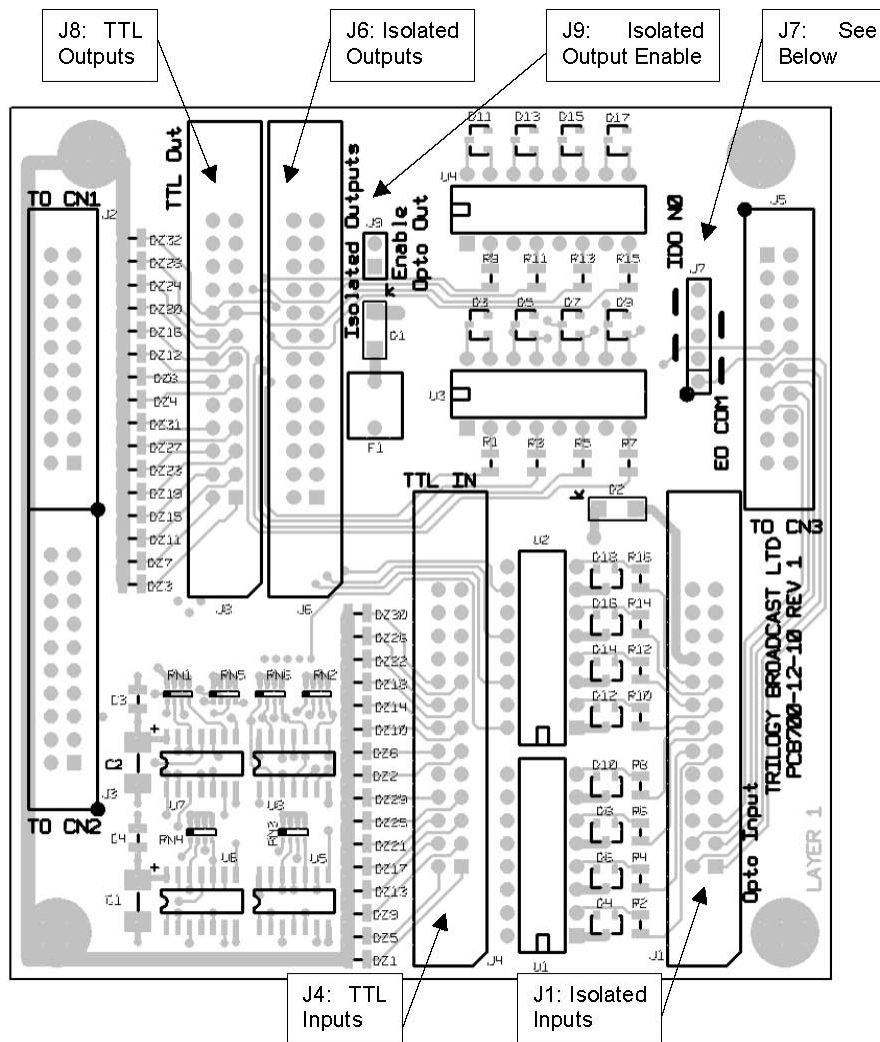 J8: TTL
Outputs
J6: Isolated
Outputs
J9: Isolated
Output Enable
J7: See
Below
D11
D13
D15
D17
TTL Out
Isolated Outputs
Enable
Opto Out
U4
TO CN1
J2
J9
IDO NO
J5
J7
DZ32
DZ28
DZ24
DZ20
DZ16
DZ12
DZ8
DZ4
DZ31
DZ27
DZ23
DZ19
DZ15
DZ11
DZ7
DZ3
R9
R11
R13
R15
k
D1
D3
D5
D7
D9
U3
F1
EO COM
R1
R3
R5
R7
TTL IN
k
D2
TO CN3
J8
J6
U2
D18
R16
D16
R14
D14
R12
D12
R10
DZ30
DZ26
DZ22
DZ18
DZ14
DZ10
DZ6
DZ2
DZ29
DZ25
DZ21
DZ17
DZ13
DZ9
DZ5
DZ1
RN1
RN5
RN6
RN2
C3
+
C2
J3
U7
U8
TO CN2
C4
RN4
RN3
U6
U5
+
C1
D10
R8
D8
R6
D6
R4
D4
R2
TRILOGY BROADCAST LTD
PCB700-12-10 REV 1
Opto Input
LAYER 1
J4
U1
J1
J4: TTL
Inputs
J1: Isolated
Inputs